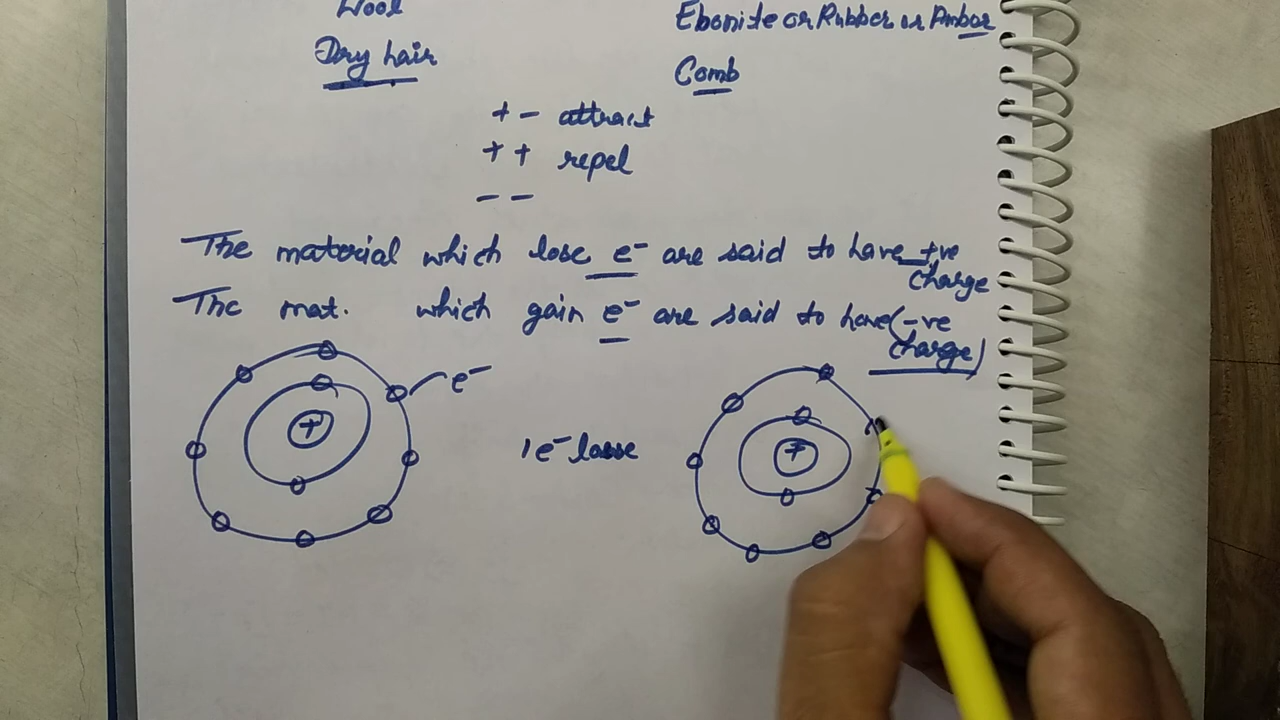 Wool
Ebonite or Rubber or Ambar
Dry hair
Comb
+ - attract
+ + repel
- -
The material which lose e⁻ are said to have +ve
charge
The mat. which gain e⁻ are said to have (-ve
charge)
e⁻
+
1e⁻ losse
+